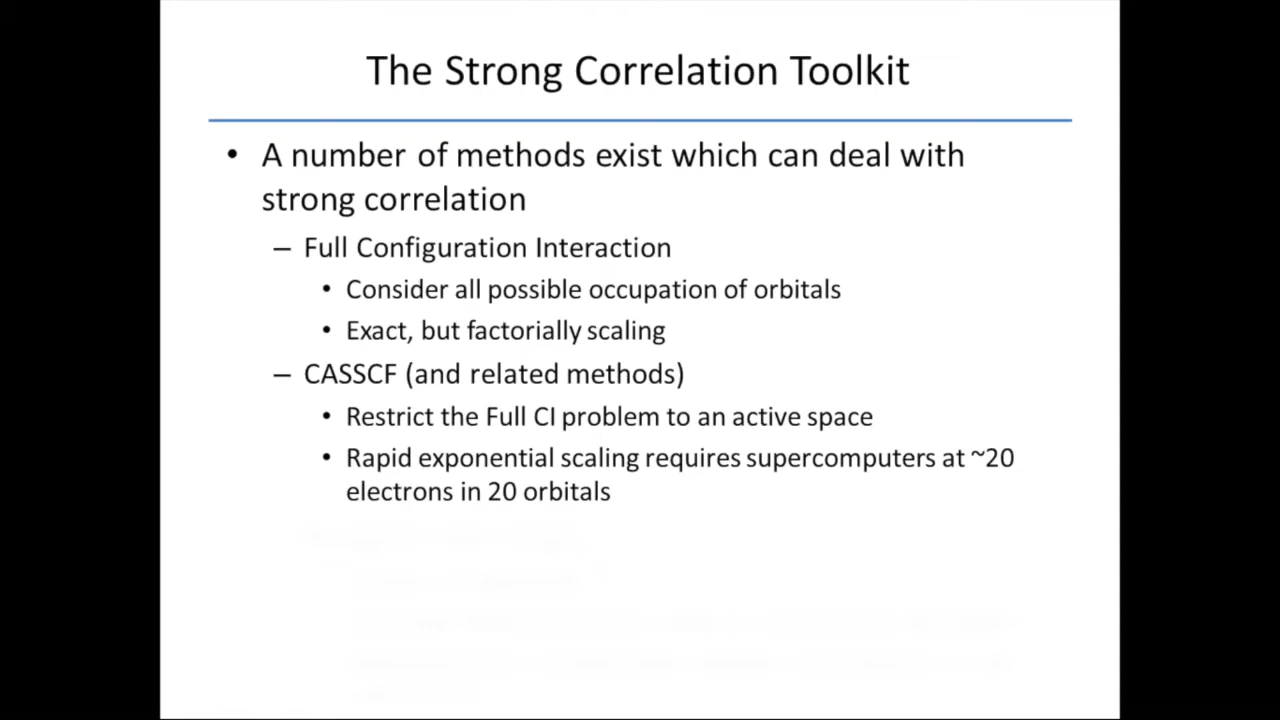 The Strong Correlation Toolkit
• A number of methods exist which can deal with
strong correlation
– Full Configuration Interaction
• Consider all possible occupation of orbitals
• Exact, but factorially scaling
– CASSCF (and related methods)
• Restrict the Full CI problem to an active space
• Rapid exponential scaling requires supercomputers at ~20
electrons in 20 orbitals